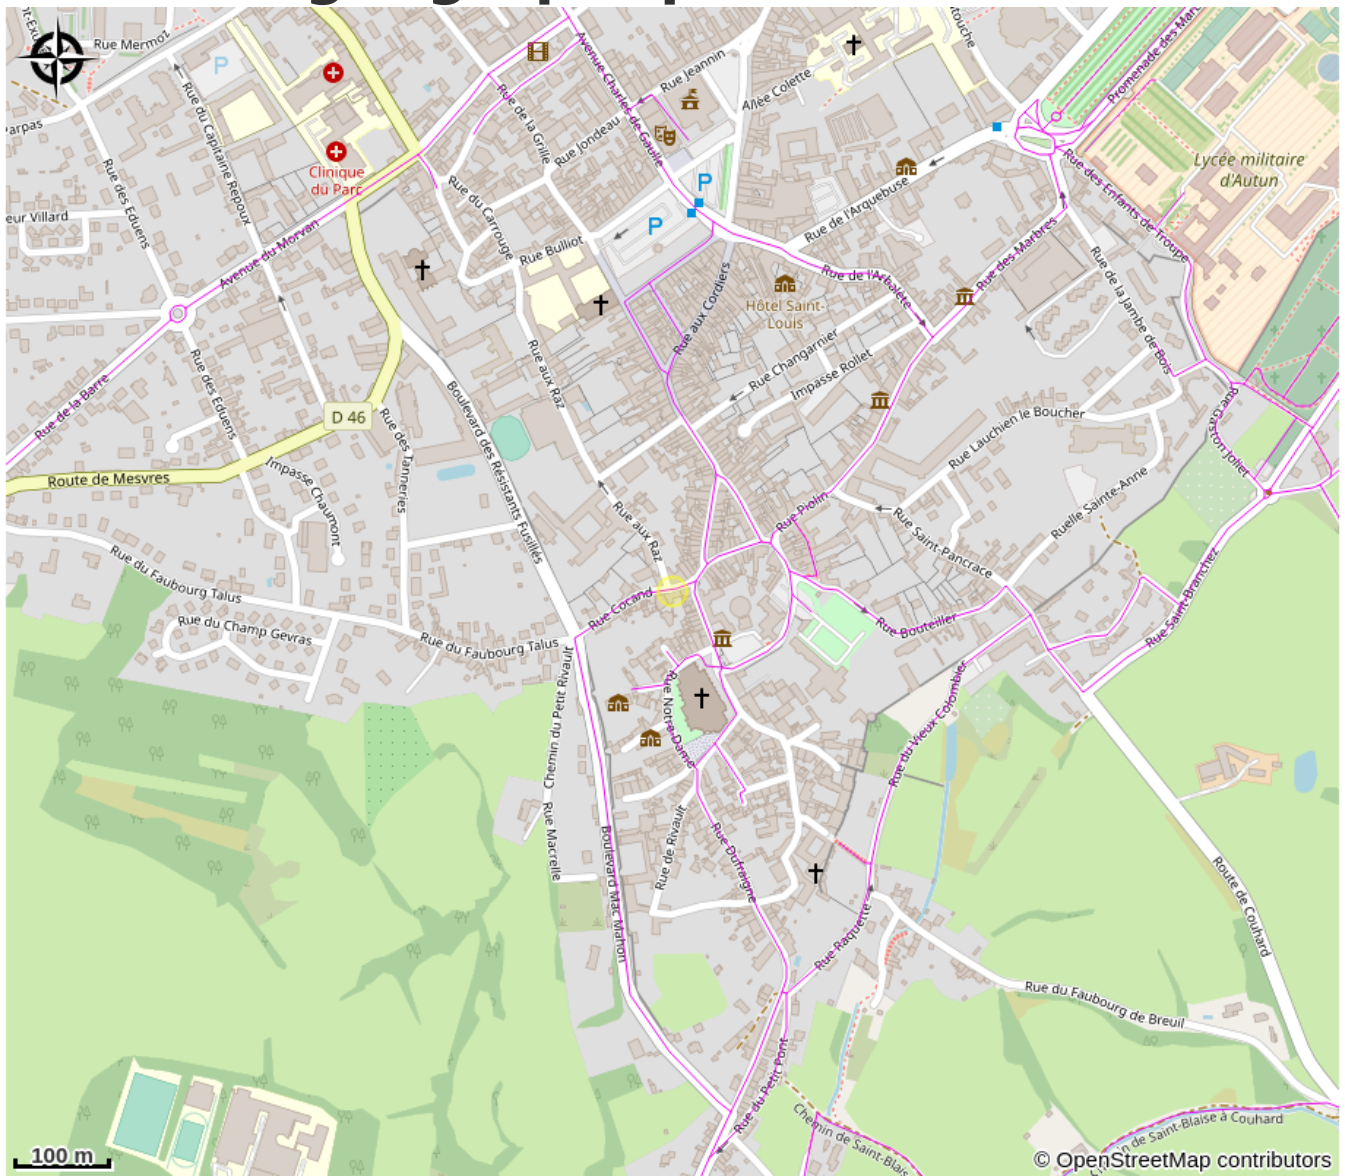 Rue Mermoz
P
Rue Jeannin
Avenue Charles de Gaulle
Allée Colette
Promenade des Mar
Parpas
Rue du Capitaine Repoux
Rue de la Grille
Rue Jondeau
Lycée militaire
d'Autun
Clinique
du Parc
Rue des Eduens
P
P
Rue de l'Arquebuse
Rue des Enfants de Troupe
eur Villard
Rue du Carrouge
Avenue du Morvan
Rue Bulliot
Rue de l'Arbalète
Rue des Marbres
Rue de la Jambe de Bois
Rue aux Cordiers
Hôtel Saint-
Louis
Rue des Eduens
Rue aux Raz
Rue Changarnier
Impasse Rollet
Rue de la Barre
D 46
Rue des Tanneries
Boulevard des Résistants Fusillés
Rue Gaston Joliet
Rue Lauchien le Boucher
Route de Mesvres
Impasse Chaumont
Rue aux Raz
Rue Piolin
Rue Saint-Pancrace
Ruelle Sainte-Anne
Rue du Faubourg Talus
Rue Saint-Branchez
Rue Cocand
Rue du Champ Gevras
Rue du Faubourg Talus
Rue Bouteiller
Chemin du Petit Rivault
Rue Notre-Dame
Rue du Vieux Colombier
Rue Macrelle
Boulevard Mac Mahon
Rue de Rivault
Rue Dufraigne
Route de Couhard
Rue Raquette
Rue du Faubourg de Breuil
Rue du Petit Pont
Chemin de Saint-Blais
n de Saint-Blaise à Couhard
100 m
© OpenStreetMap contributors